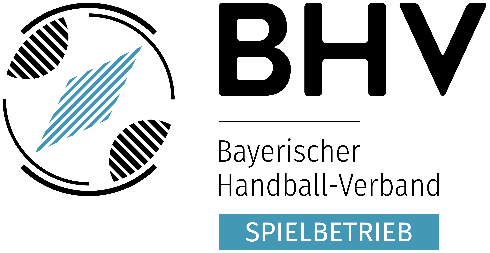 BHV
Bayerischer
Handball-Verband
SPIELBETRIEB